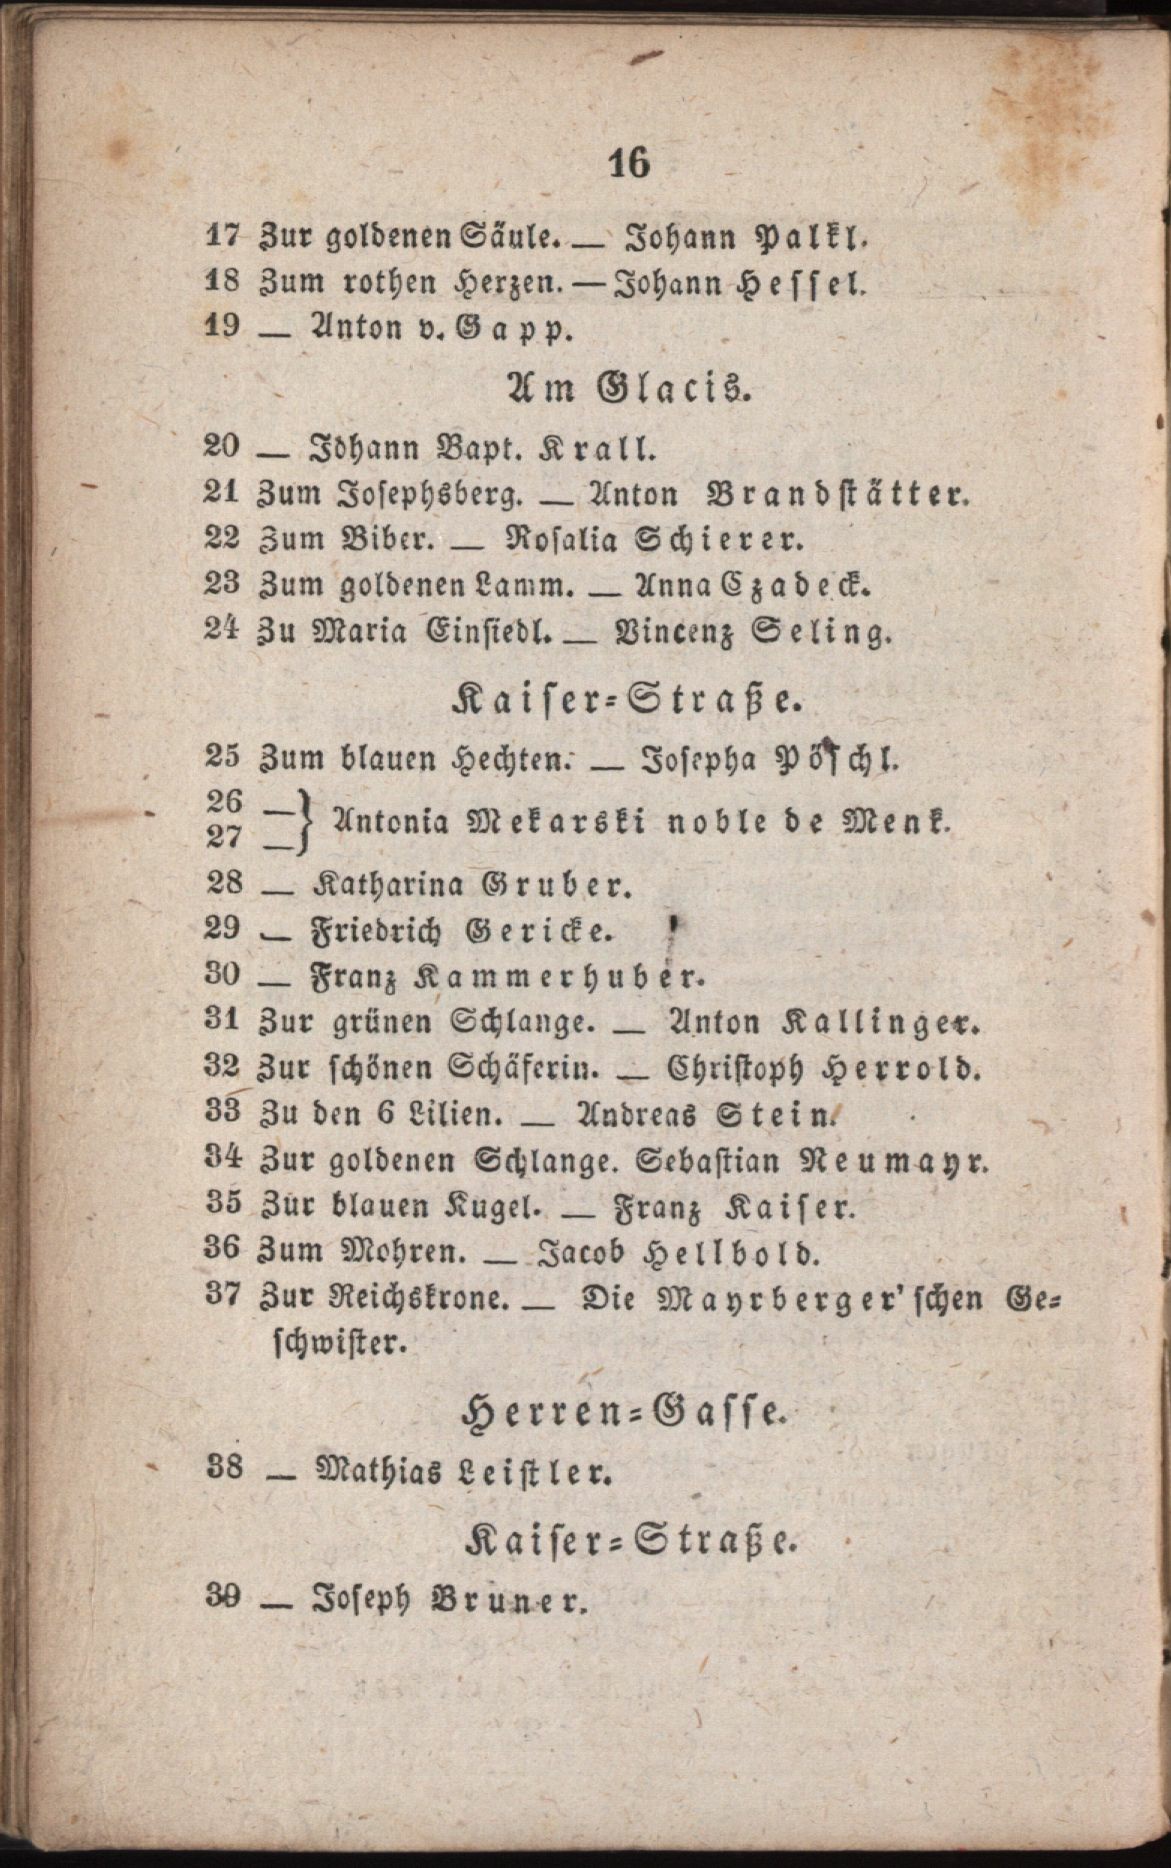 16
17 Zur goldenen Säule. — Johann Palkl.
18 Zum rothen Herzen. — Johann Hessel.
19 — Anton v. Gapp.
Am Glacis.
20 — Johann Bapt. Krall.
21 Zum Josephsberg. — Anton Brandstätter.
22 Zum Biber. — Rosalia Schierer.
23 Zum goldenen Lamm. — Anna Czadeck.
24 Zu Maria Einsiedl. — Vincenz Seling.
Kaiser-Straße.
25 Zum blauen Hechten. — Josepha Pöschl.
26 —
27 — } Antonia Mekarski noble de Menk.
28 — Katharina Gruber.
29 — Friedrich Gericke.
30 — Franz Kammerhuber.
31 Zur grünen Schlange. — Anton Kallinger.
32 Zur schönen Schäferin. — Christoph Herrold.
33 Zu den 6 Lilien. — Andreas Stein.
34 Zur goldenen Schlange. Sebastian Neumayr.
35 Zur blauen Kugel. — Franz Kaiser.
36 Zum Mohren. — Jacob Hellbold.
37 Zur Reichskrone. — Die Mayrberger'schen Ge-
schwister.
Herren-Gasse.
38 — Mathias Leistler.
Kaiser-Straße.
39 — Joseph Bruner.